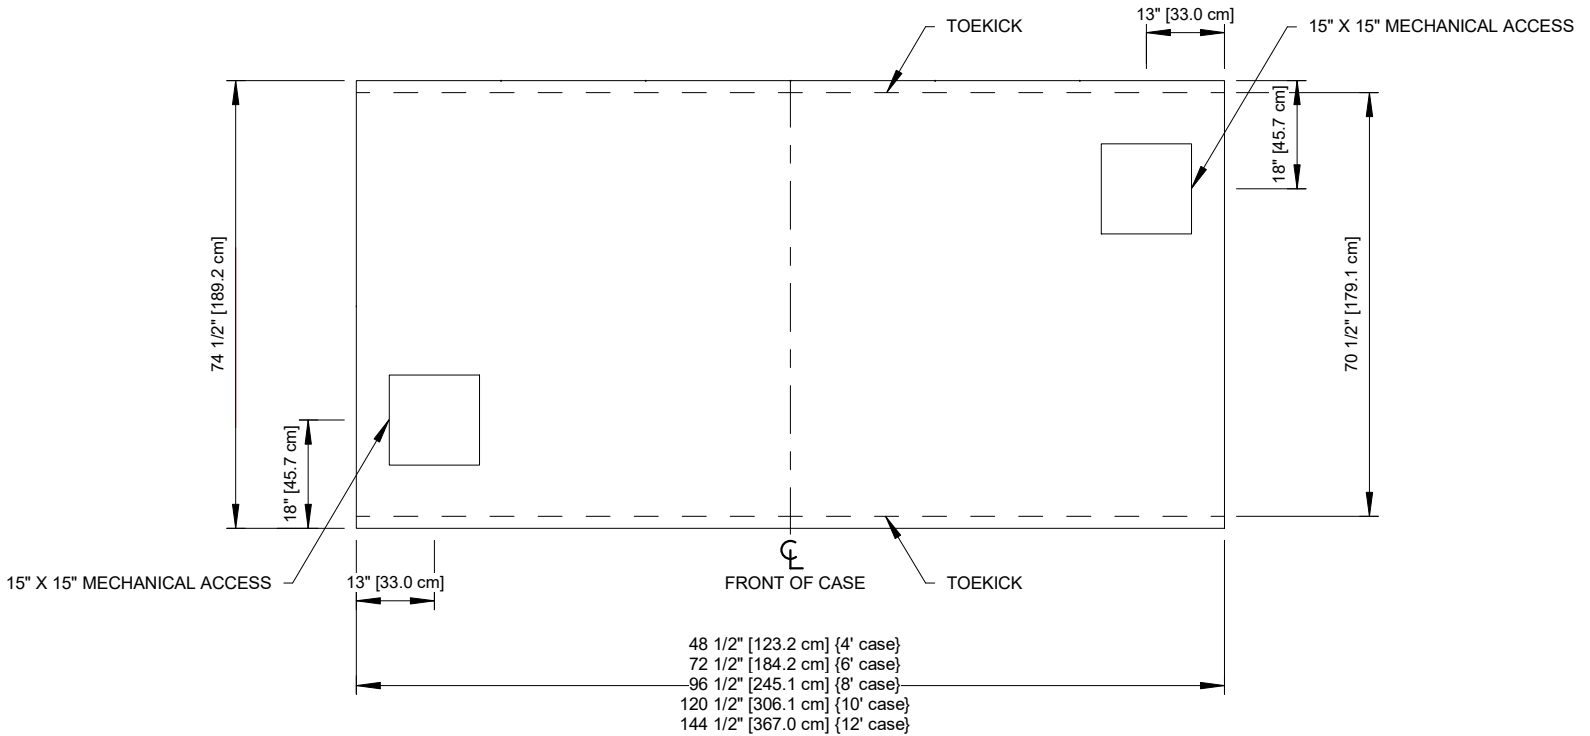 13" [33.0 cm]
TOEKICK
15" X 15" MECHANICAL ACCESS
18" [45.7 cm]
74 1/2" [189.2 cm]
70 1/2" [179.1 cm]
18" [45.7 cm]
CL
15" X 15" MECHANICAL ACCESS
13" [33.0 cm]
FRONT OF CASE
TOEKICK
48 1/2" [123.2 cm] {4' case}
72 1/2" [184.2 cm] {6' case}
96 1/2" [245.1 cm] {8' case}
120 1/2" [306.1 cm] {10' case}
144 1/2" [367.0 cm] {12' case}